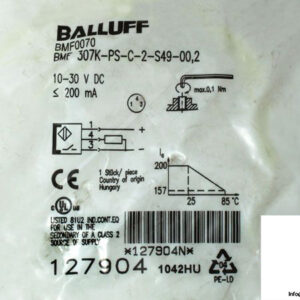 BALLUFF
BMF0070
BMF 307K-PS-C-2-S49-00,2
10-30 V DC
≤ 200 mA
max.0,1 Nm
1
4
3
+
-
200
157
25
85°C
1 Stück/ piece
Country of origin
Hungary
CE
LISTED 81U2 IND.CONT.EQ
FOR USE IN THE
SECONDARY OF A CLASS 2
SOURCE OF SUPPLY
*127904N*
127904
1042HU
PE-LD